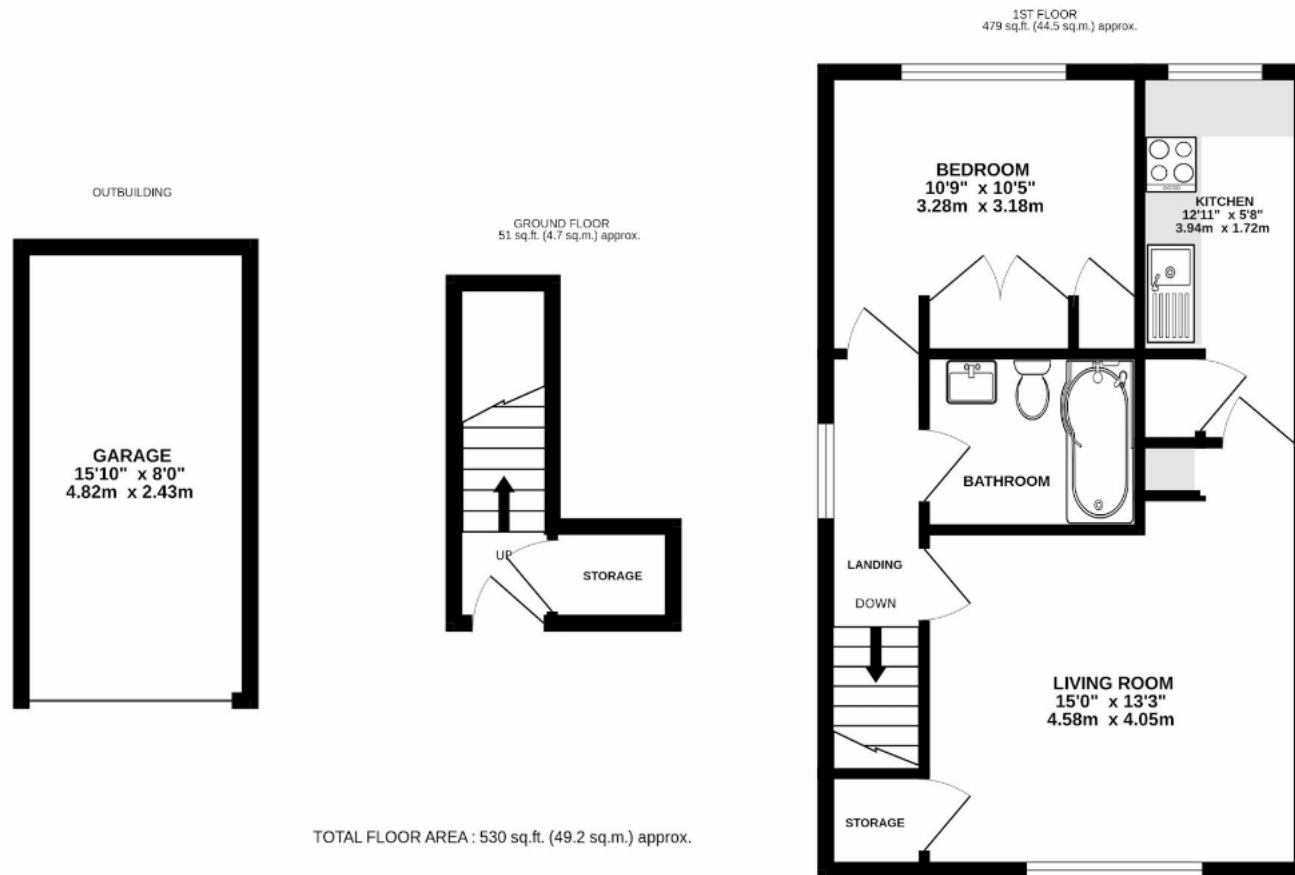 OUTBUILDING
GARAGE
15'10" x 8'0"
4.82m x 2.43m
GROUND FLOOR
51 sq.ft. (4.7 sq.m.) approx.
UP
STORAGE
1ST FLOOR
479 sq.ft. (44.5 sq.m.) approx.
BEDROOM
10'9" x 10'5"
3.28m x 3.18m
KITCHEN
12'11" x 5'8"
3.94m x 1.72m
BATHROOM
LANDING
DOWN
LIVING ROOM
15'0" x 13'3"
4.58m x 4.05m
STORAGE
TOTAL FLOOR AREA : 530 sq.ft. (49.2 sq.m.) approx.